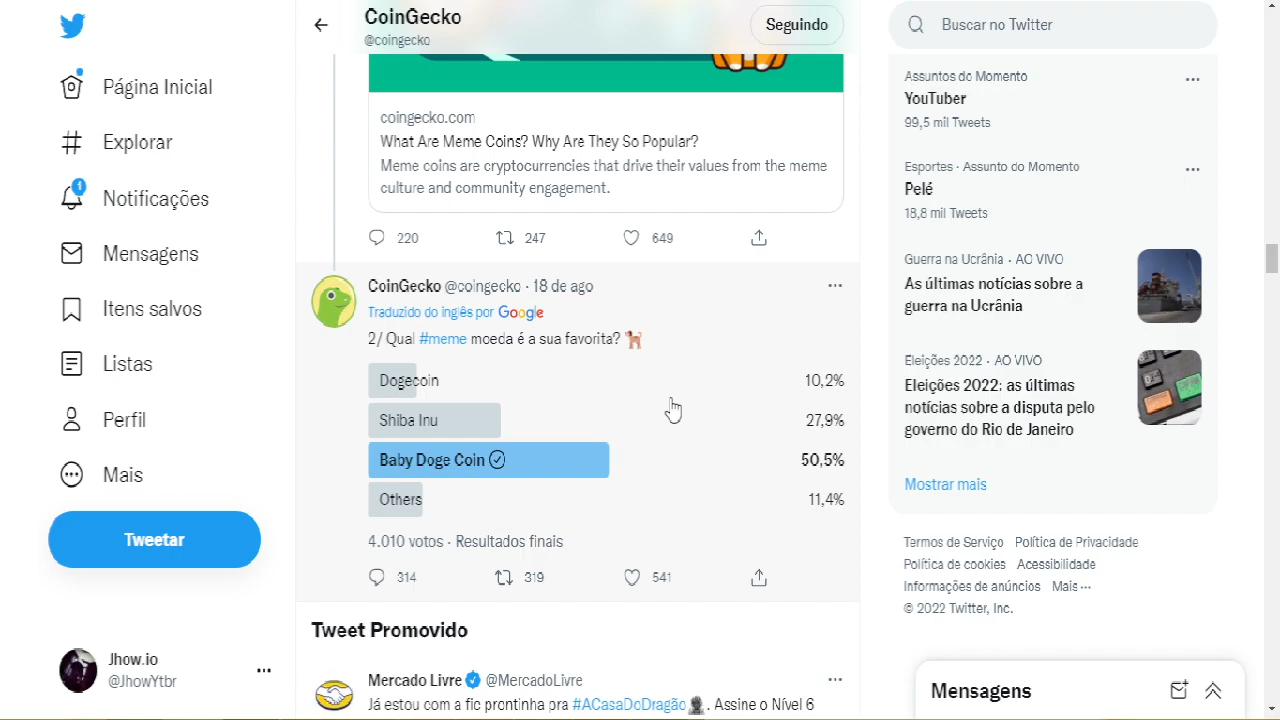 Página Inicial
Explorar
1
Notificações
Mensagens
Itens salvos
Listas
Perfil
Mais
Tweetar
Jhow.io
@JhowYtbr
CoinGecko
@coingecko
Seguindo
coingecko.com
What Are Meme Coins? Why Are They So Popular?
Meme coins are cryptocurrencies that drive their values from the meme
culture and community engagement.
220 247 649
CoinGecko @coingecko · 18 de ago
Traduzido do inglês por Google
2/ Qual #meme moeda é a sua favorita?
Dogecoin 10,2%
Shiba Inu 27,9%
Baby Doge Coin 50,5%
Others 11,4%
4.010 votos · Resultados finais
314 319 541
Tweet Promovido
Mercado Livre @MercadoLivre
Já estou com a fic prontinha pra #ACasaDoDragão. Assine o Nível 6
Buscar no Twitter
Assuntos do Momento
YouTuber
99,5 mil Tweets
Esportes · Assunto do Momento
Pelé
18,8 mil Tweets
Guerra na Ucrânia · AO VIVO
As últimas notícias sobre a
guerra na Ucrânia
Eleições 2022 · AO VIVO
Eleições 2022: as últimas
notícias sobre a disputa pelo
governo do Rio de Janeiro
Mostrar mais
Termos de Serviço Política de Privacidade
Política de cookies Acessibilidade
Informações de anúncios Mais ···
© 2022 Twitter, Inc.
Mensagens